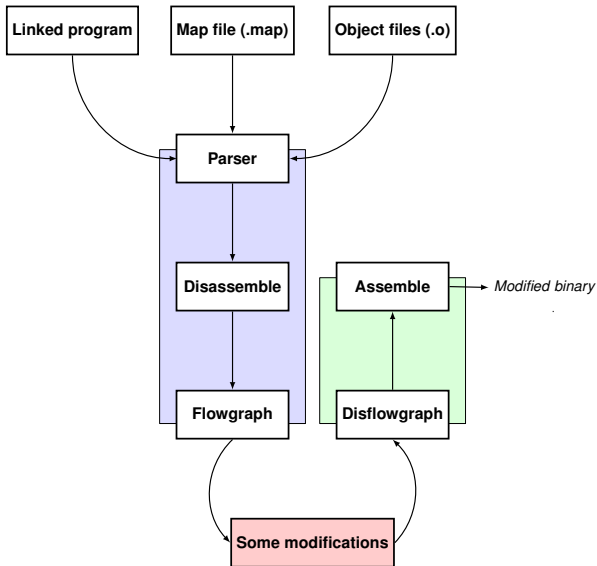 Linked program
Map file (.map)
Object files (.o)
Parser
Disassemble
Assemble
Modified binary
.
Flowgraph
Disflowgraph
Some modifications